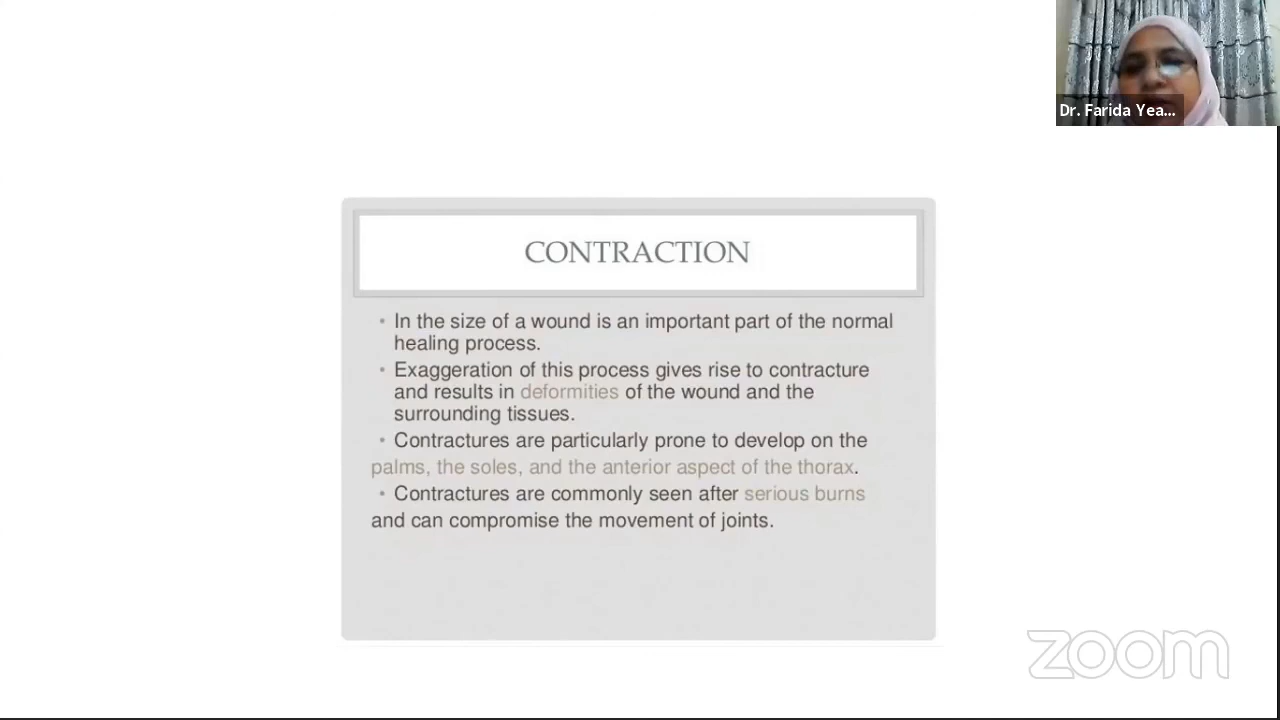 Dr. Farida Yea...
CONTRACTION
• In the size of a wound is an important part of the normal
healing process.
• Exaggeration of this process gives rise to contracture
and results in deformities of the wound and the
surrounding tissues.
• Contractures are particularly prone to develop on the
palms, the soles, and the anterior aspect of the thorax.
• Contractures are commonly seen after serious burns
and can compromise the movement of joints.
zoom